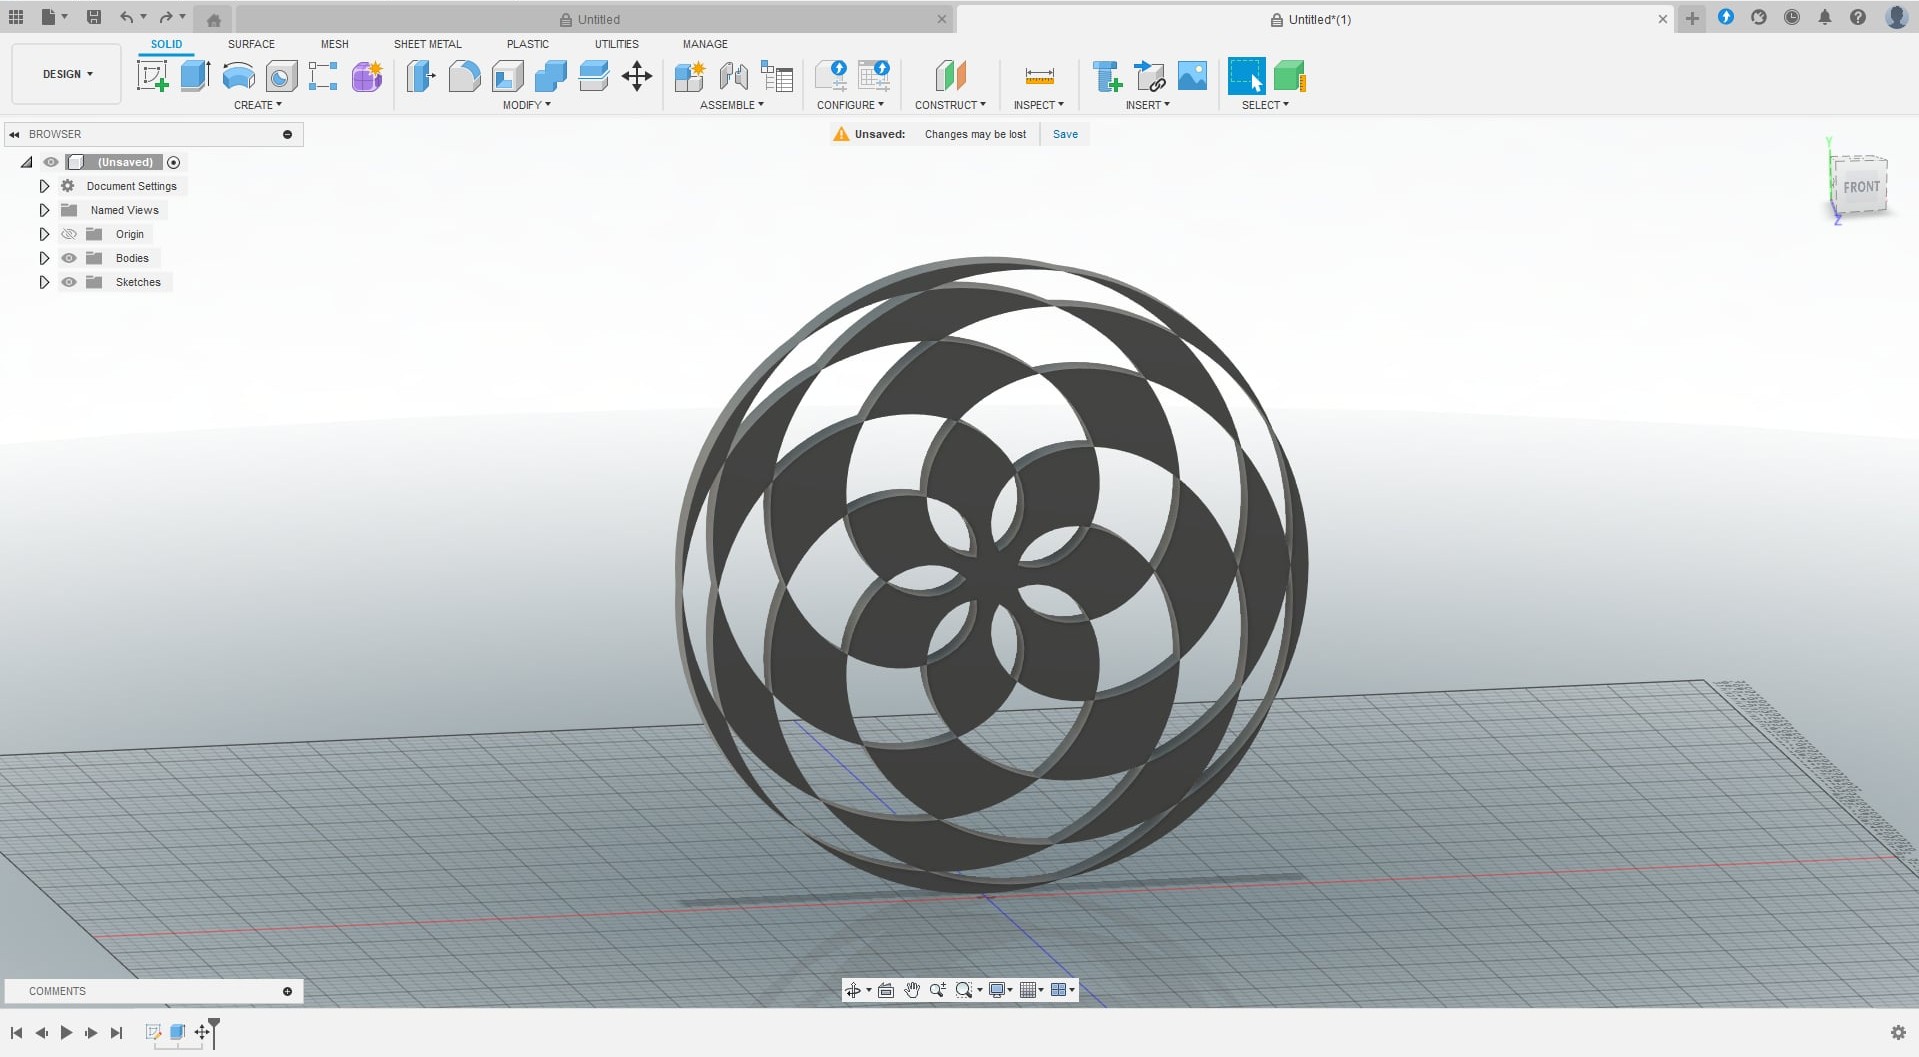 Untitled
Untitled*(1)
SOLID
SURFACE
MESH
SHEET METAL
PLASTIC
UTILITIES
MANAGE
DESIGN
CREATE
MODIFY
ASSEMBLE
CONFIGURE
CONSTRUCT
INSPECT
INSERT
SELECT
BROWSER
Unsaved: Changes may be lost Save
(Unsaved)
Document Settings
Named Views
Origin
Bodies
Sketches
Y
FRONT
Z
COMMENTS